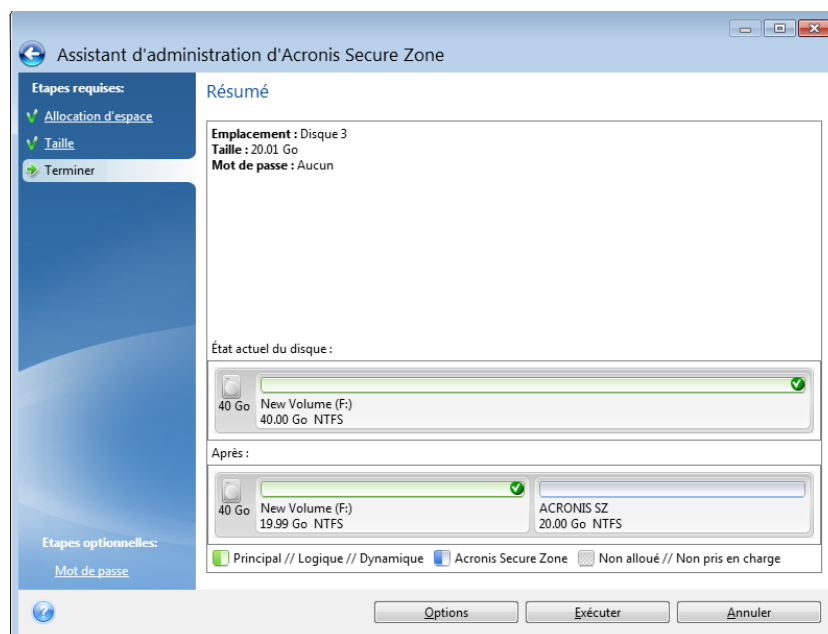 Assistant d'administration d'Acronis Secure Zone
Etapes requises:
Allocation d'espace
Taille
Terminer
Etapes optionnelles:
Mot de passe
Résumé
Emplacement : Disque 3
Taille : 20.01 Go
Mot de passe : Aucun
État actuel du disque :
40 Go
New Volume (F:)
40.00 Go NTFS
Après :
40 Go
New Volume (F:)
19.99 Go NTFS
ACRONIS SZ
20.00 Go NTFS
Principal // Logique // Dynamique
Acronis Secure Zone
Non alloué // Non pris en charge
?
Options
Exécuter
Annuler